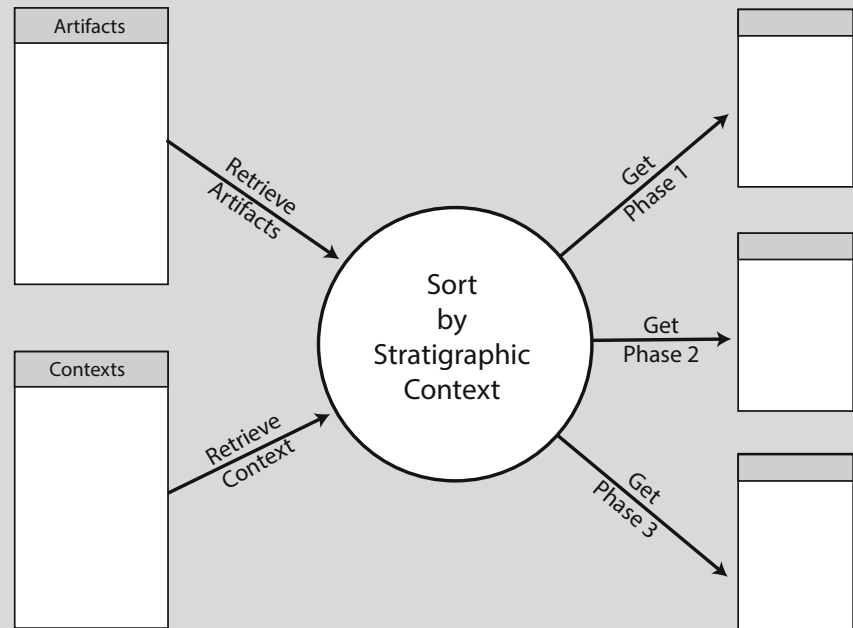 Artifacts
Retrieve
Artifacts
Contexts
Retrieve
Context
Sort
by
Stratigraphic
Context
Get
Phase 1
Get
Phase 2
Get
Phase 3